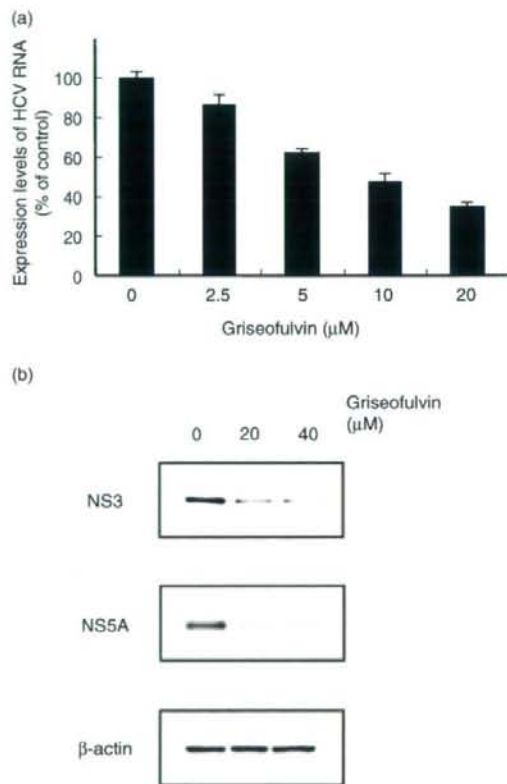 (a)
Expression levels of HCV RNA
(% of control)
100
80
60
40
20
0
0 2.5 5 10 20
Griseofulvin (μM)
(b)
Griseofulvin
(μM)
0 20 40
NS3
NS5A
β-actin